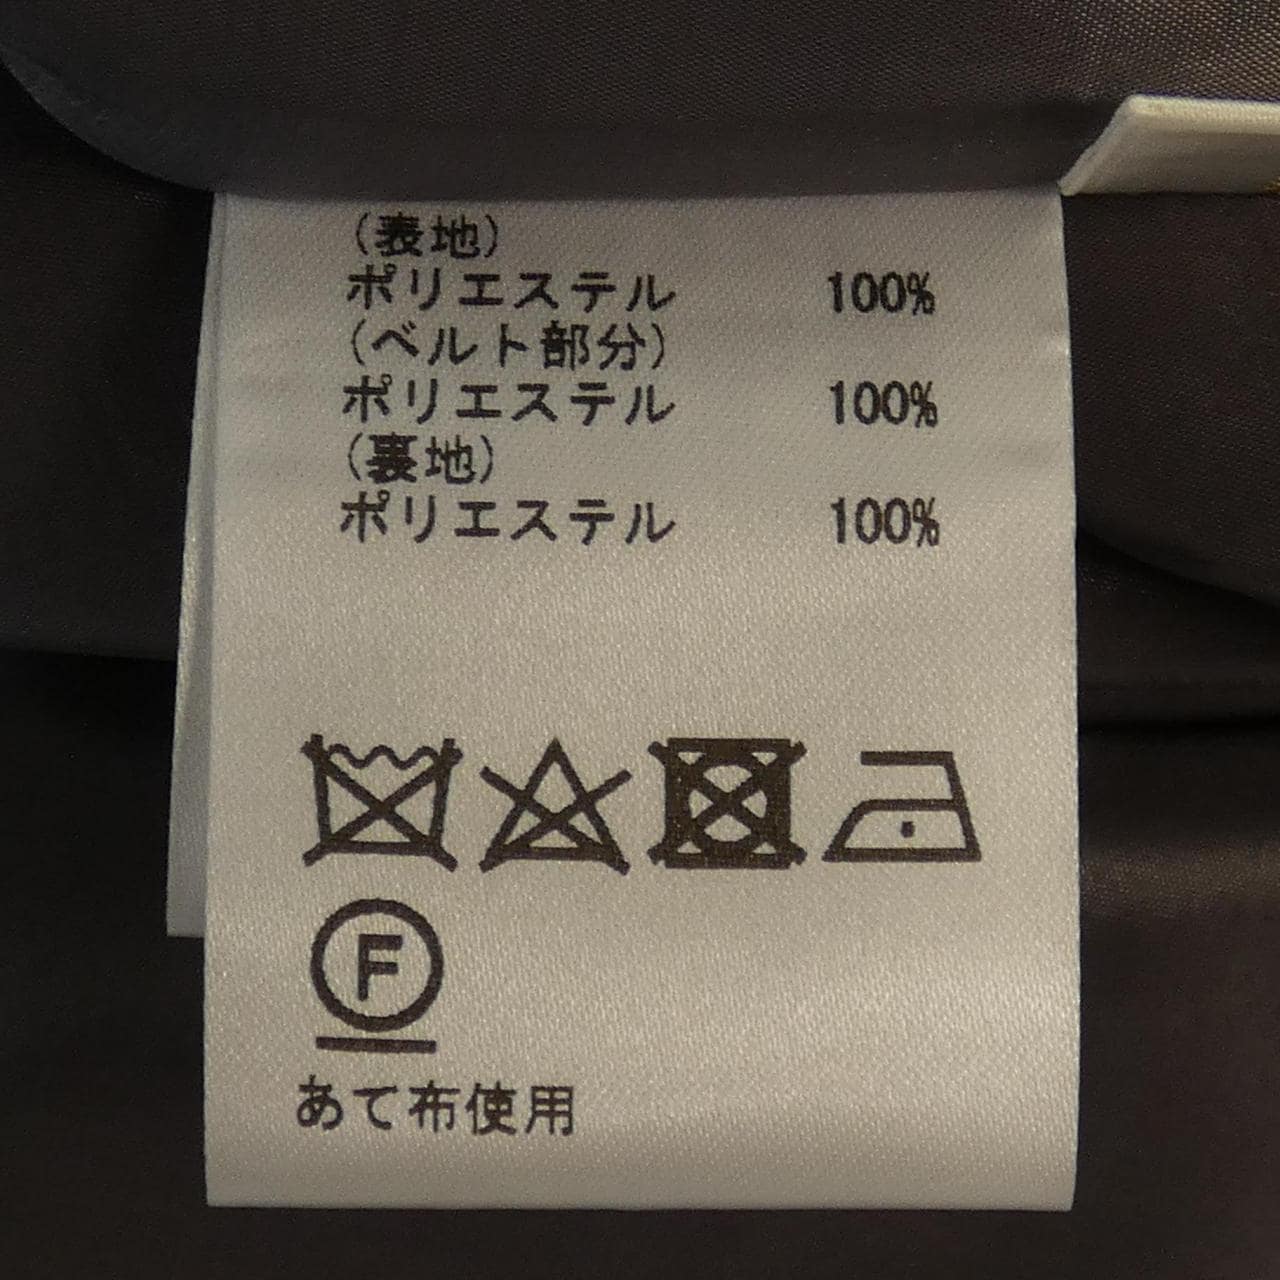 (表地)
ポリエステル 100%
(ベルト部分)
ポリエステル 100%
(裏地)
ポリエステル 100%
F
あて布使用